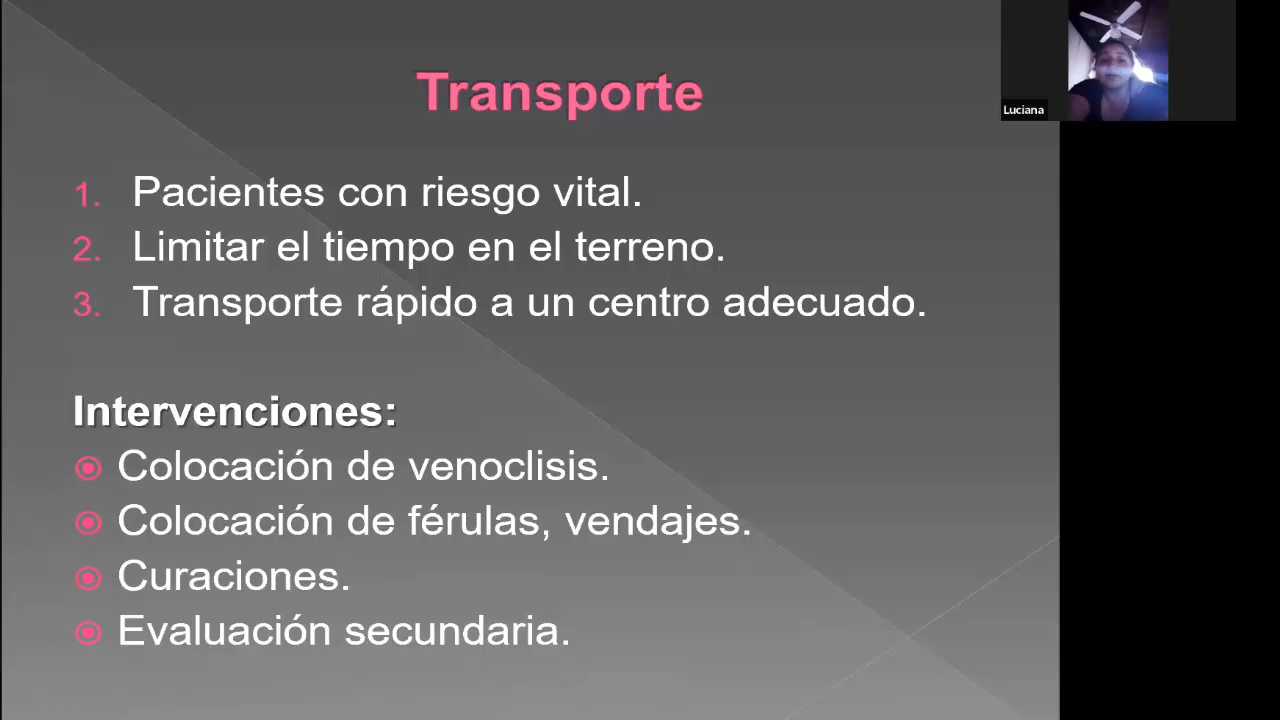 Transporte
Luciana
1. Pacientes con riesgo vital.
2. Limitar el tiempo en el terreno.
3. Transporte rápido a un centro adecuado.
Intervenciones:
Colocación de venoclisis.
Colocación de férulas, vendajes.
Curaciones.
Evaluación secundaria.